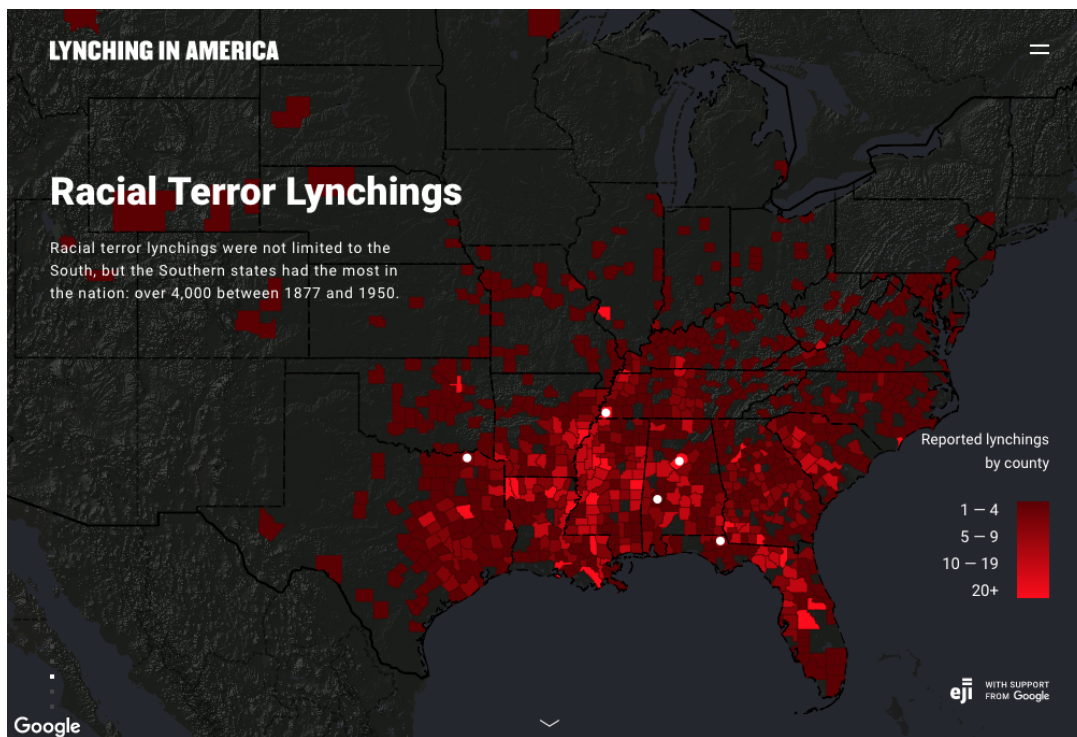 LYNCHING IN AMERICA
Racial Terror Lynchings
Racial terror lynchings were not limited to the
South, but the Southern states had the most in
the nation: over 4,000 between 1877 and 1950.
Reported lynchings
by county
1 — 4
5 — 9
10 — 19
20+
eji
WITH SUPPORT
FROM Google
Google